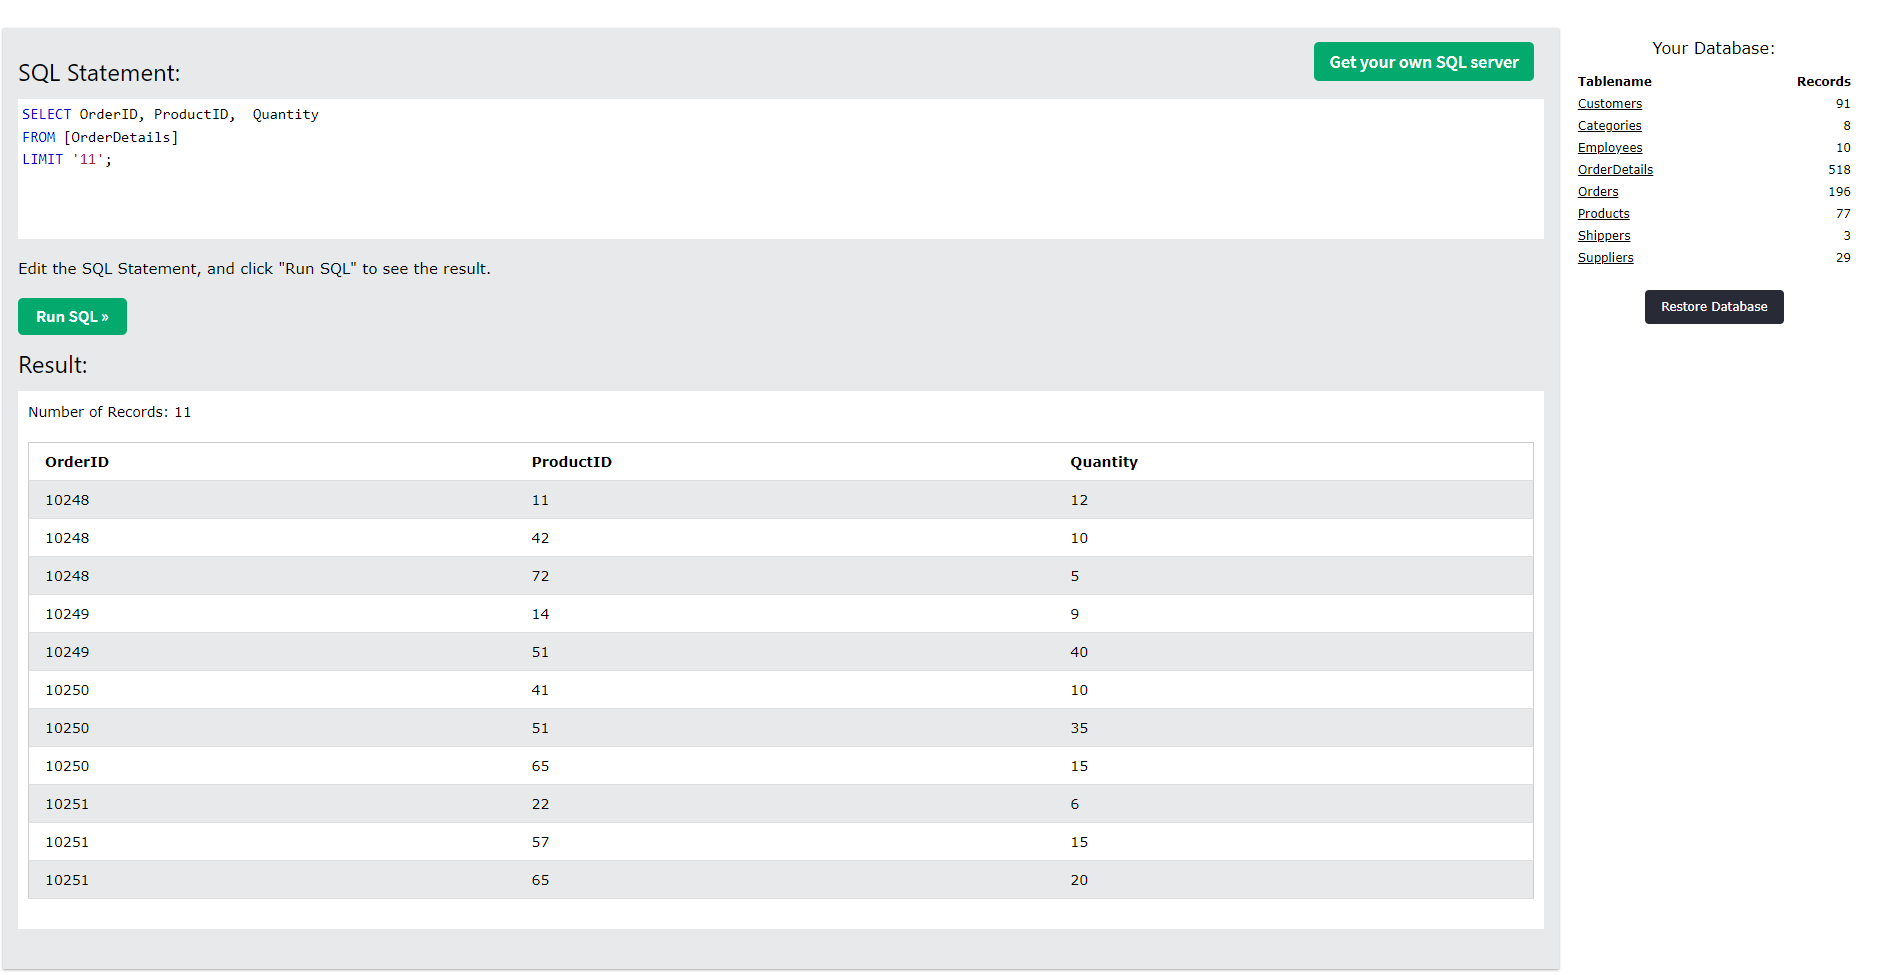 SQL Statement:
Get your own SQL server
SELECT OrderID, ProductID,  Quantity
FROM [OrderDetails]
LIMIT '11';
Edit the SQL Statement, and click "Run SQL" to see the result.
Run SQL »
Result:
Number of Records: 11
OrderID ProductID Quantity
10248 11 12
10248 42 10
10248 72 5
10249 14 9
10249 51 40
10250 41 10
10250 51 35
10250 65 15
10251 22 6
10251 57 15
10251 65 20
Your Database:
Tablename Records
Customers 91
Categories 8
Employees 10
OrderDetails 518
Orders 196
Products 77
Shippers 3
Suppliers 29
Restore Database